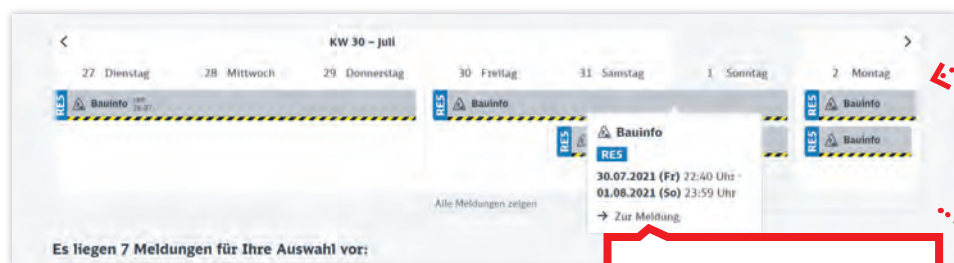 KW 30 – Juli
27 Dienstag 28 Mittwoch 29 Donnerstag 30 Freitag 31 Samstag 1 Sonntag 2 Montag
RE5 Bauinfo 26.07. RE5 Bauinfo RE5 Bauinfo
RE5 RE5 Bauinfo
Bauinfo
RE5
30.07.2021 (Fr) 22:40 Uhr -
01.08.2021 (So) 23:59 Uhr
Alle Meldungen zeigen
→ Zur Meldung
Es liegen 7 Meldungen für Ihre Auswahl vor: